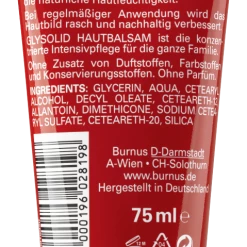 die natürliche Hautfeuchtigkeit.
Bei regelmäßiger Anwendung wird das
Hautbild rasch und nachhaltig verbessert.
GLYSOLID HAUTBALSAM ist die konzen-
trierte Intensivpflege für die ganze Familie.
Ohne Zusatz von Duftstoffen, Farbstoffen
und Konservierungsstoffen. Ohne Parfum.
INGREDIENTS: GLYCERIN, AQUA, CETEARYL
ALCOHOL, DECYL OLEATE, CETEARETH-12,
ALLANTOIN, DIMETHICONE, SODIUM CETEA-
RYL SULFATE, CETEARETH-20, SILICA
Burnus D-Darmstadt
A-Wien • CH-Solothurn
www.burnus.de
Hergestellt in Deutschland
75 ml e
000196 028198
12 M
04